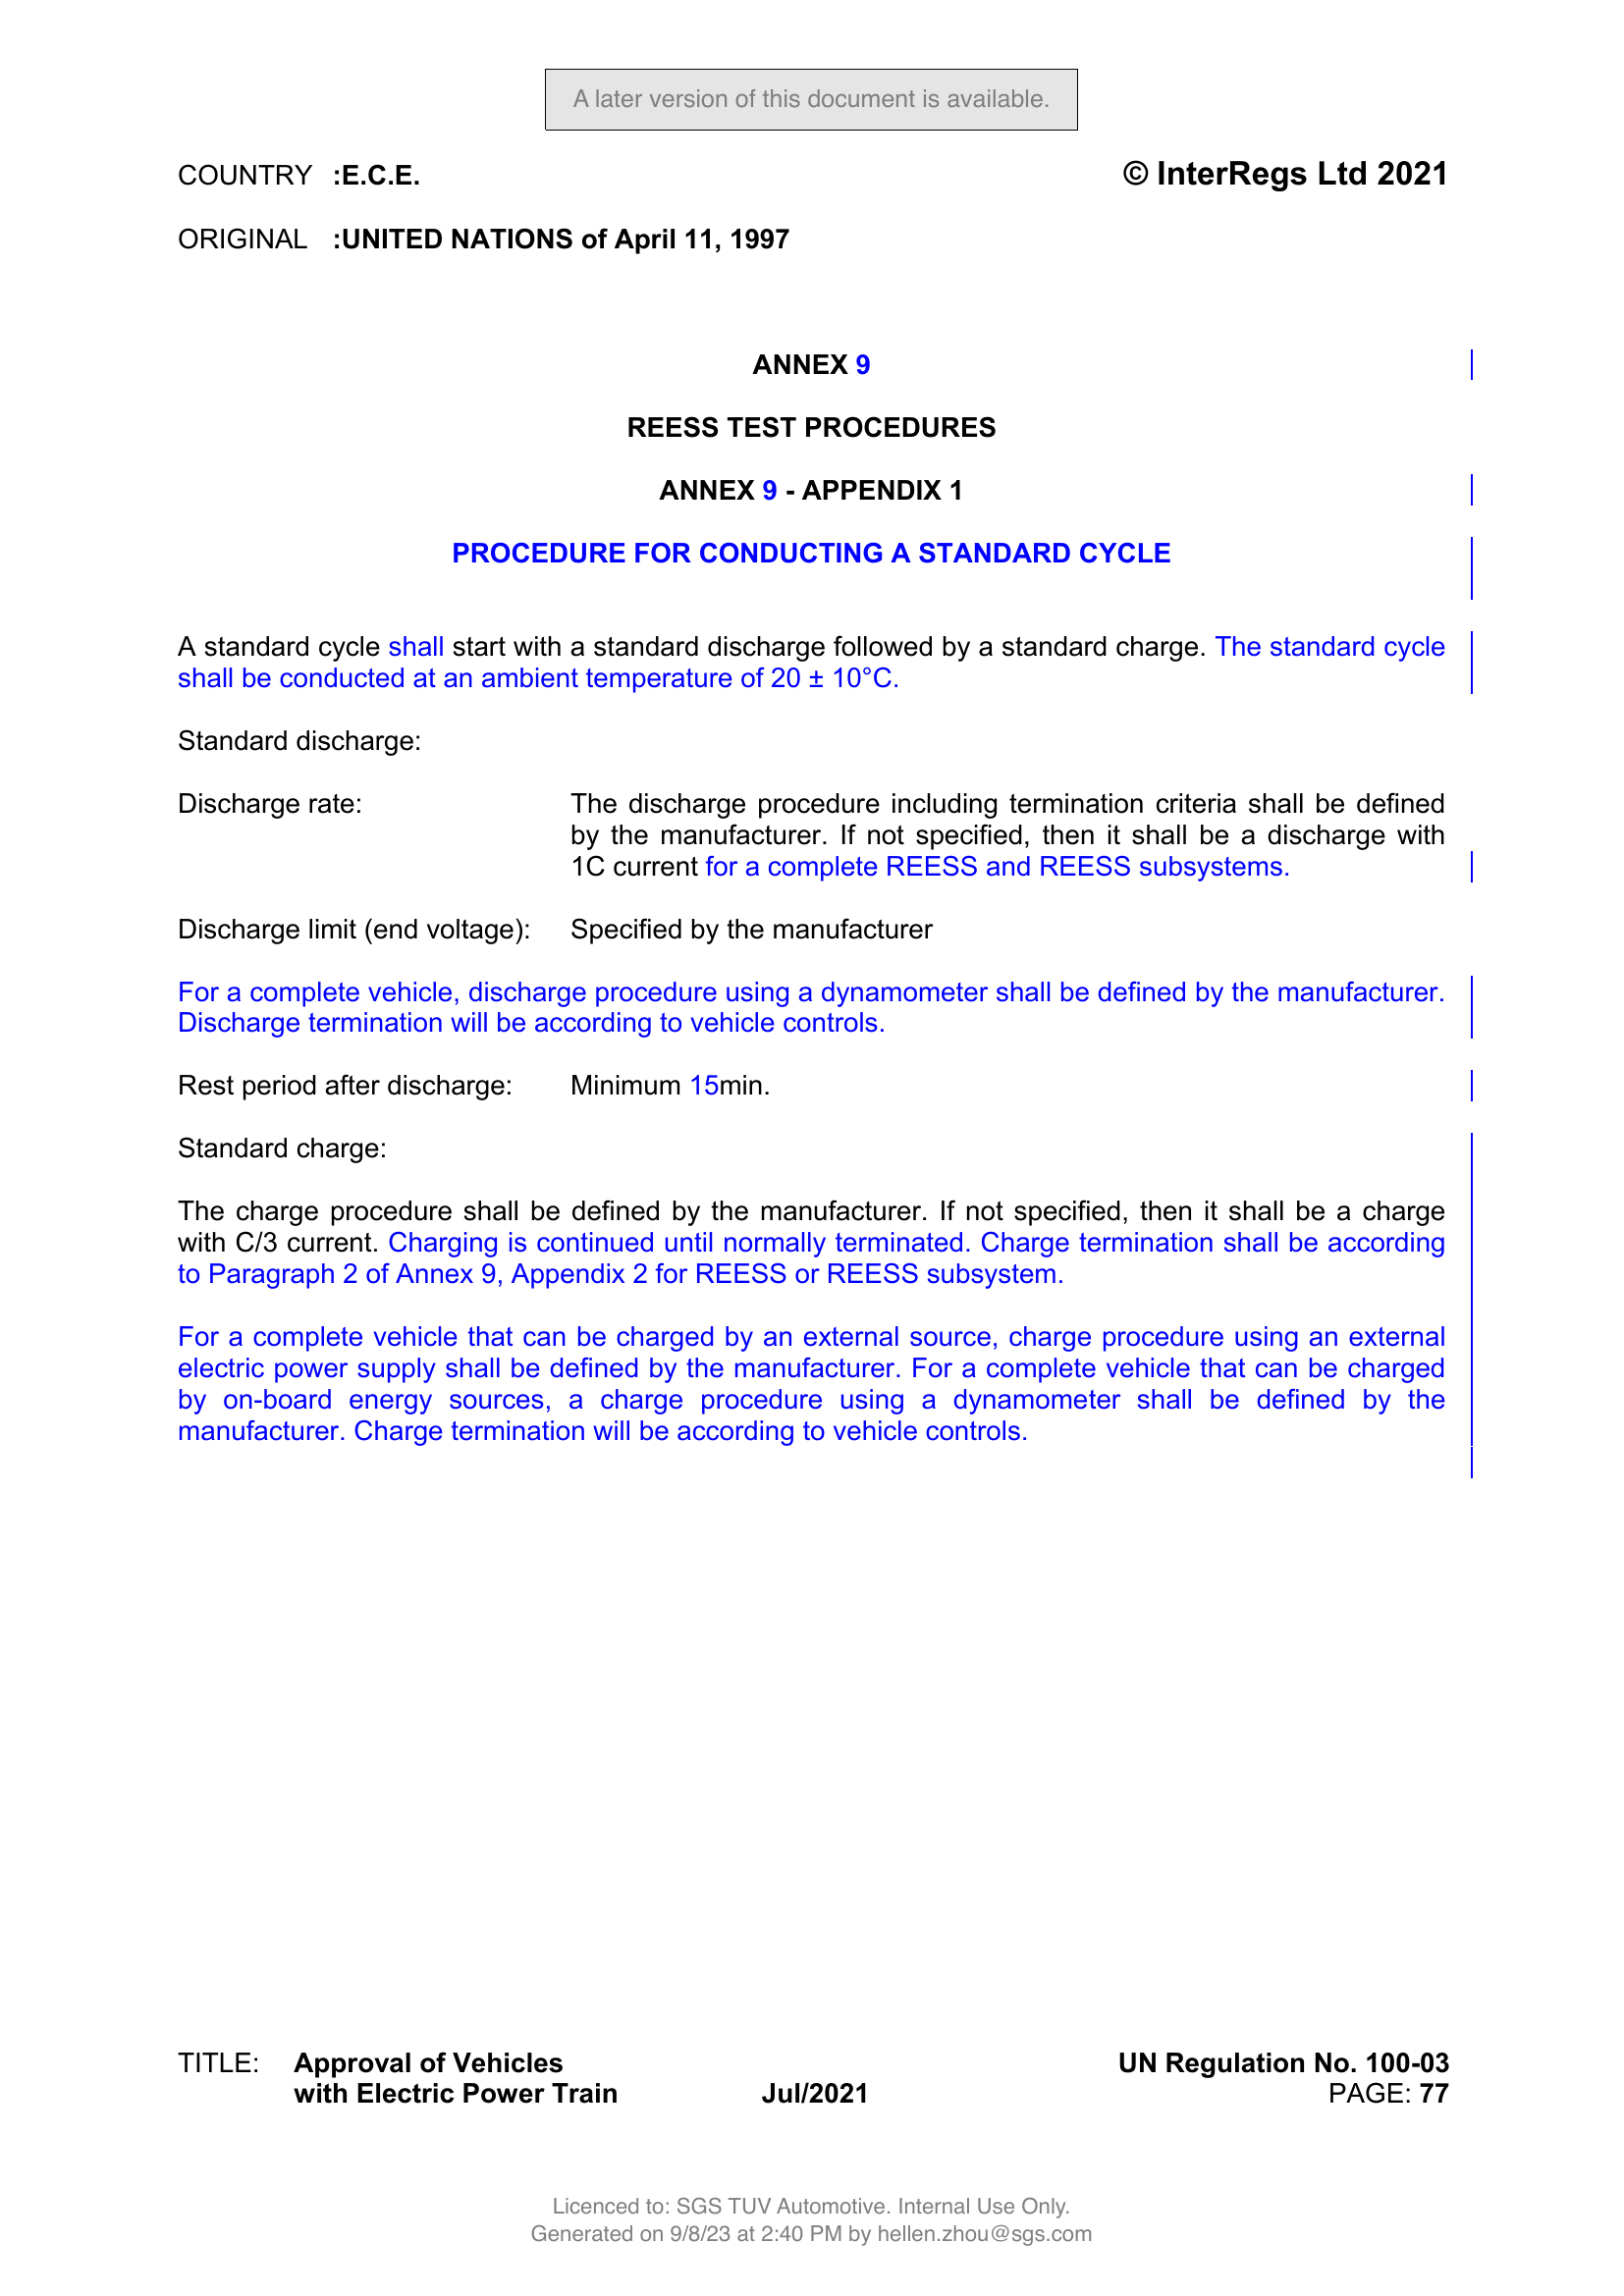 A later version of this document is available.
COUNTRY :E.C.E. © InterRegs Ltd 2021
ORIGINAL :UNITED NATIONS of April 11, 1997
ANNEX 9
REESS TEST PROCEDURES
ANNEX 9 - APPENDIX 1
PROCEDURE FOR CONDUCTING A STANDARD CYCLE
A standard cycle shall start with a standard discharge followed by a standard charge. The standard cycle
shall be conducted at an ambient temperature of 20 ± 10°C.
Standard discharge:
Discharge rate: The discharge procedure including termination criteria shall be defined
by the manufacturer. If not specified, then it shall be a discharge with
1C current for a complete REESS and REESS subsystems.
Discharge limit (end voltage): Specified by the manufacturer
For a complete vehicle, discharge procedure using a dynamometer shall be defined by the manufacturer.
Discharge termination will be according to vehicle controls.
Rest period after discharge: Minimum 15min.
Standard charge:
The charge procedure shall be defined by the manufacturer. If not specified, then it shall be a charge
with C/3 current. Charging is continued until normally terminated. Charge termination shall be according
to Paragraph 2 of Annex 9, Appendix 2 for REESS or REESS subsystem.
For a complete vehicle that can be charged by an external source, charge procedure using an external
electric power supply shall be defined by the manufacturer. For a complete vehicle that can be charged
by on-board energy sources, a charge procedure using a dynamometer shall be defined by the
manufacturer. Charge termination will be according to vehicle controls.
TITLE: Approval of Vehicles UN Regulation No. 100-03
with Electric Power Train Jul/2021 PAGE: 77
Licenced to: SGS TUV Automotive. Internal Use Only.
Generated on 9/8/23 at 2:40 PM by hellen.zhou@sgs.com